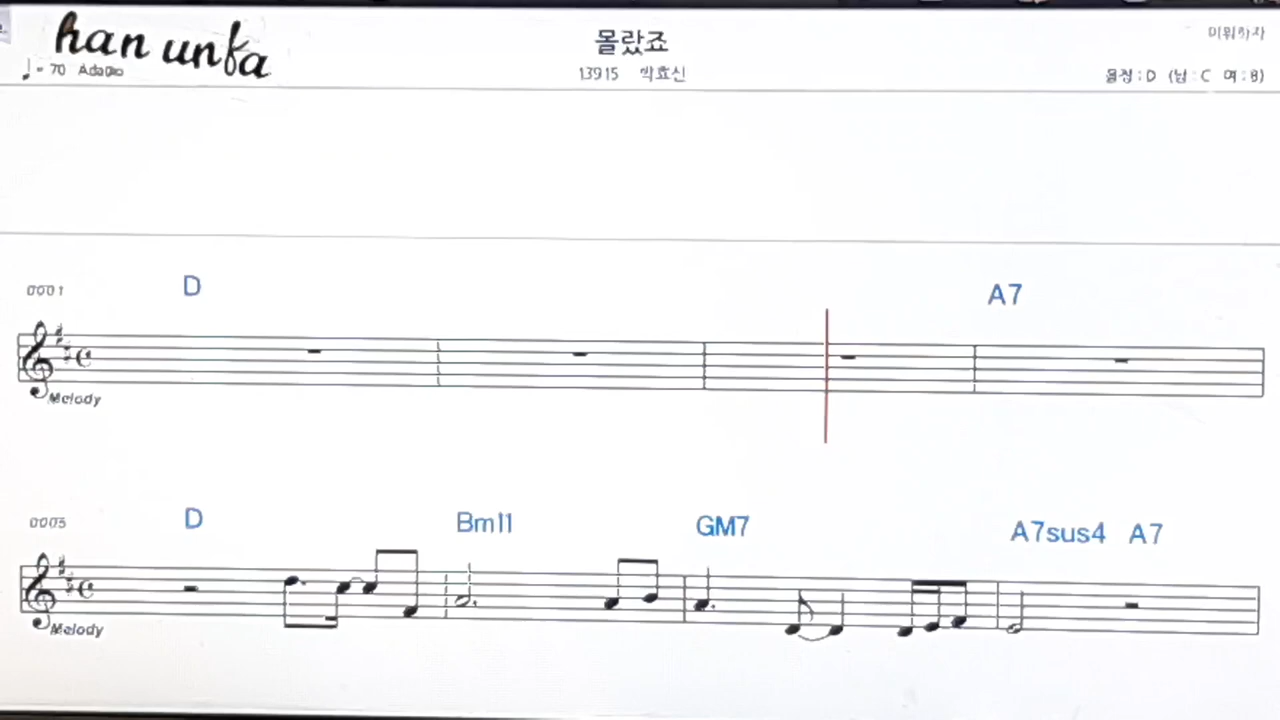 han unfa
몰랐죠
미워하자
♩= 70 Adagio
13915 박효신
원정 : D (남 : C 여 : B)
0001
D
A7
Melody
0005
D Bm11 GM7 A7sus4 A7
Melody